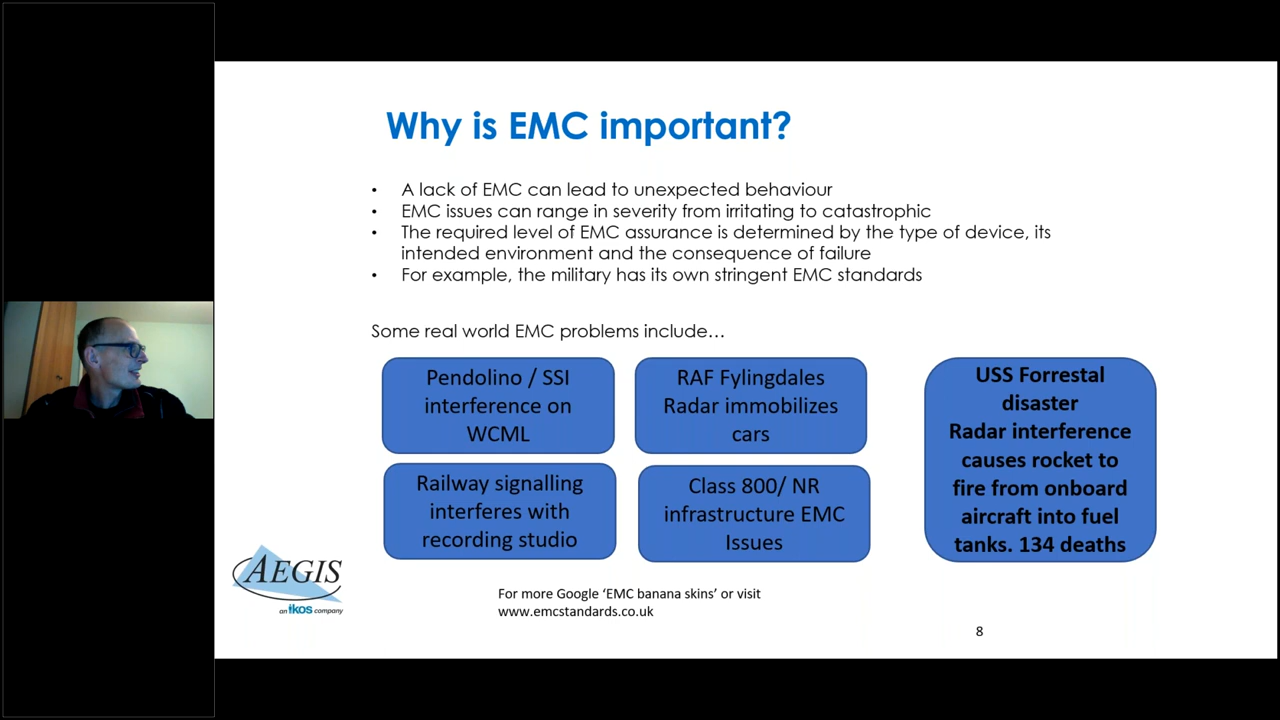 Why is EMC important?
• A lack of EMC can lead to unexpected behaviour
• EMC issues can range in severity from irritating to catastrophic
• The required level of EMC assurance is determined by the type of device, its
intended environment and the consequence of failure
• For example, the military has its own stringent EMC standards
Some real world EMC problems include…
Pendolino / SSI
interference on
WCML
RAF Fylingdales
Radar immobilizes
cars
Railway signalling
interferes with
recording studio
Class 800/ NR
infrastructure EMC
Issues
USS Forrestal
disaster
Radar interference
causes rocket to
fire from onboard
aircraft into fuel
tanks. 134 deaths
AEGIS
an ikos company
For more Google ‘EMC banana skins’ or visit
www.emcstandards.co.uk
8